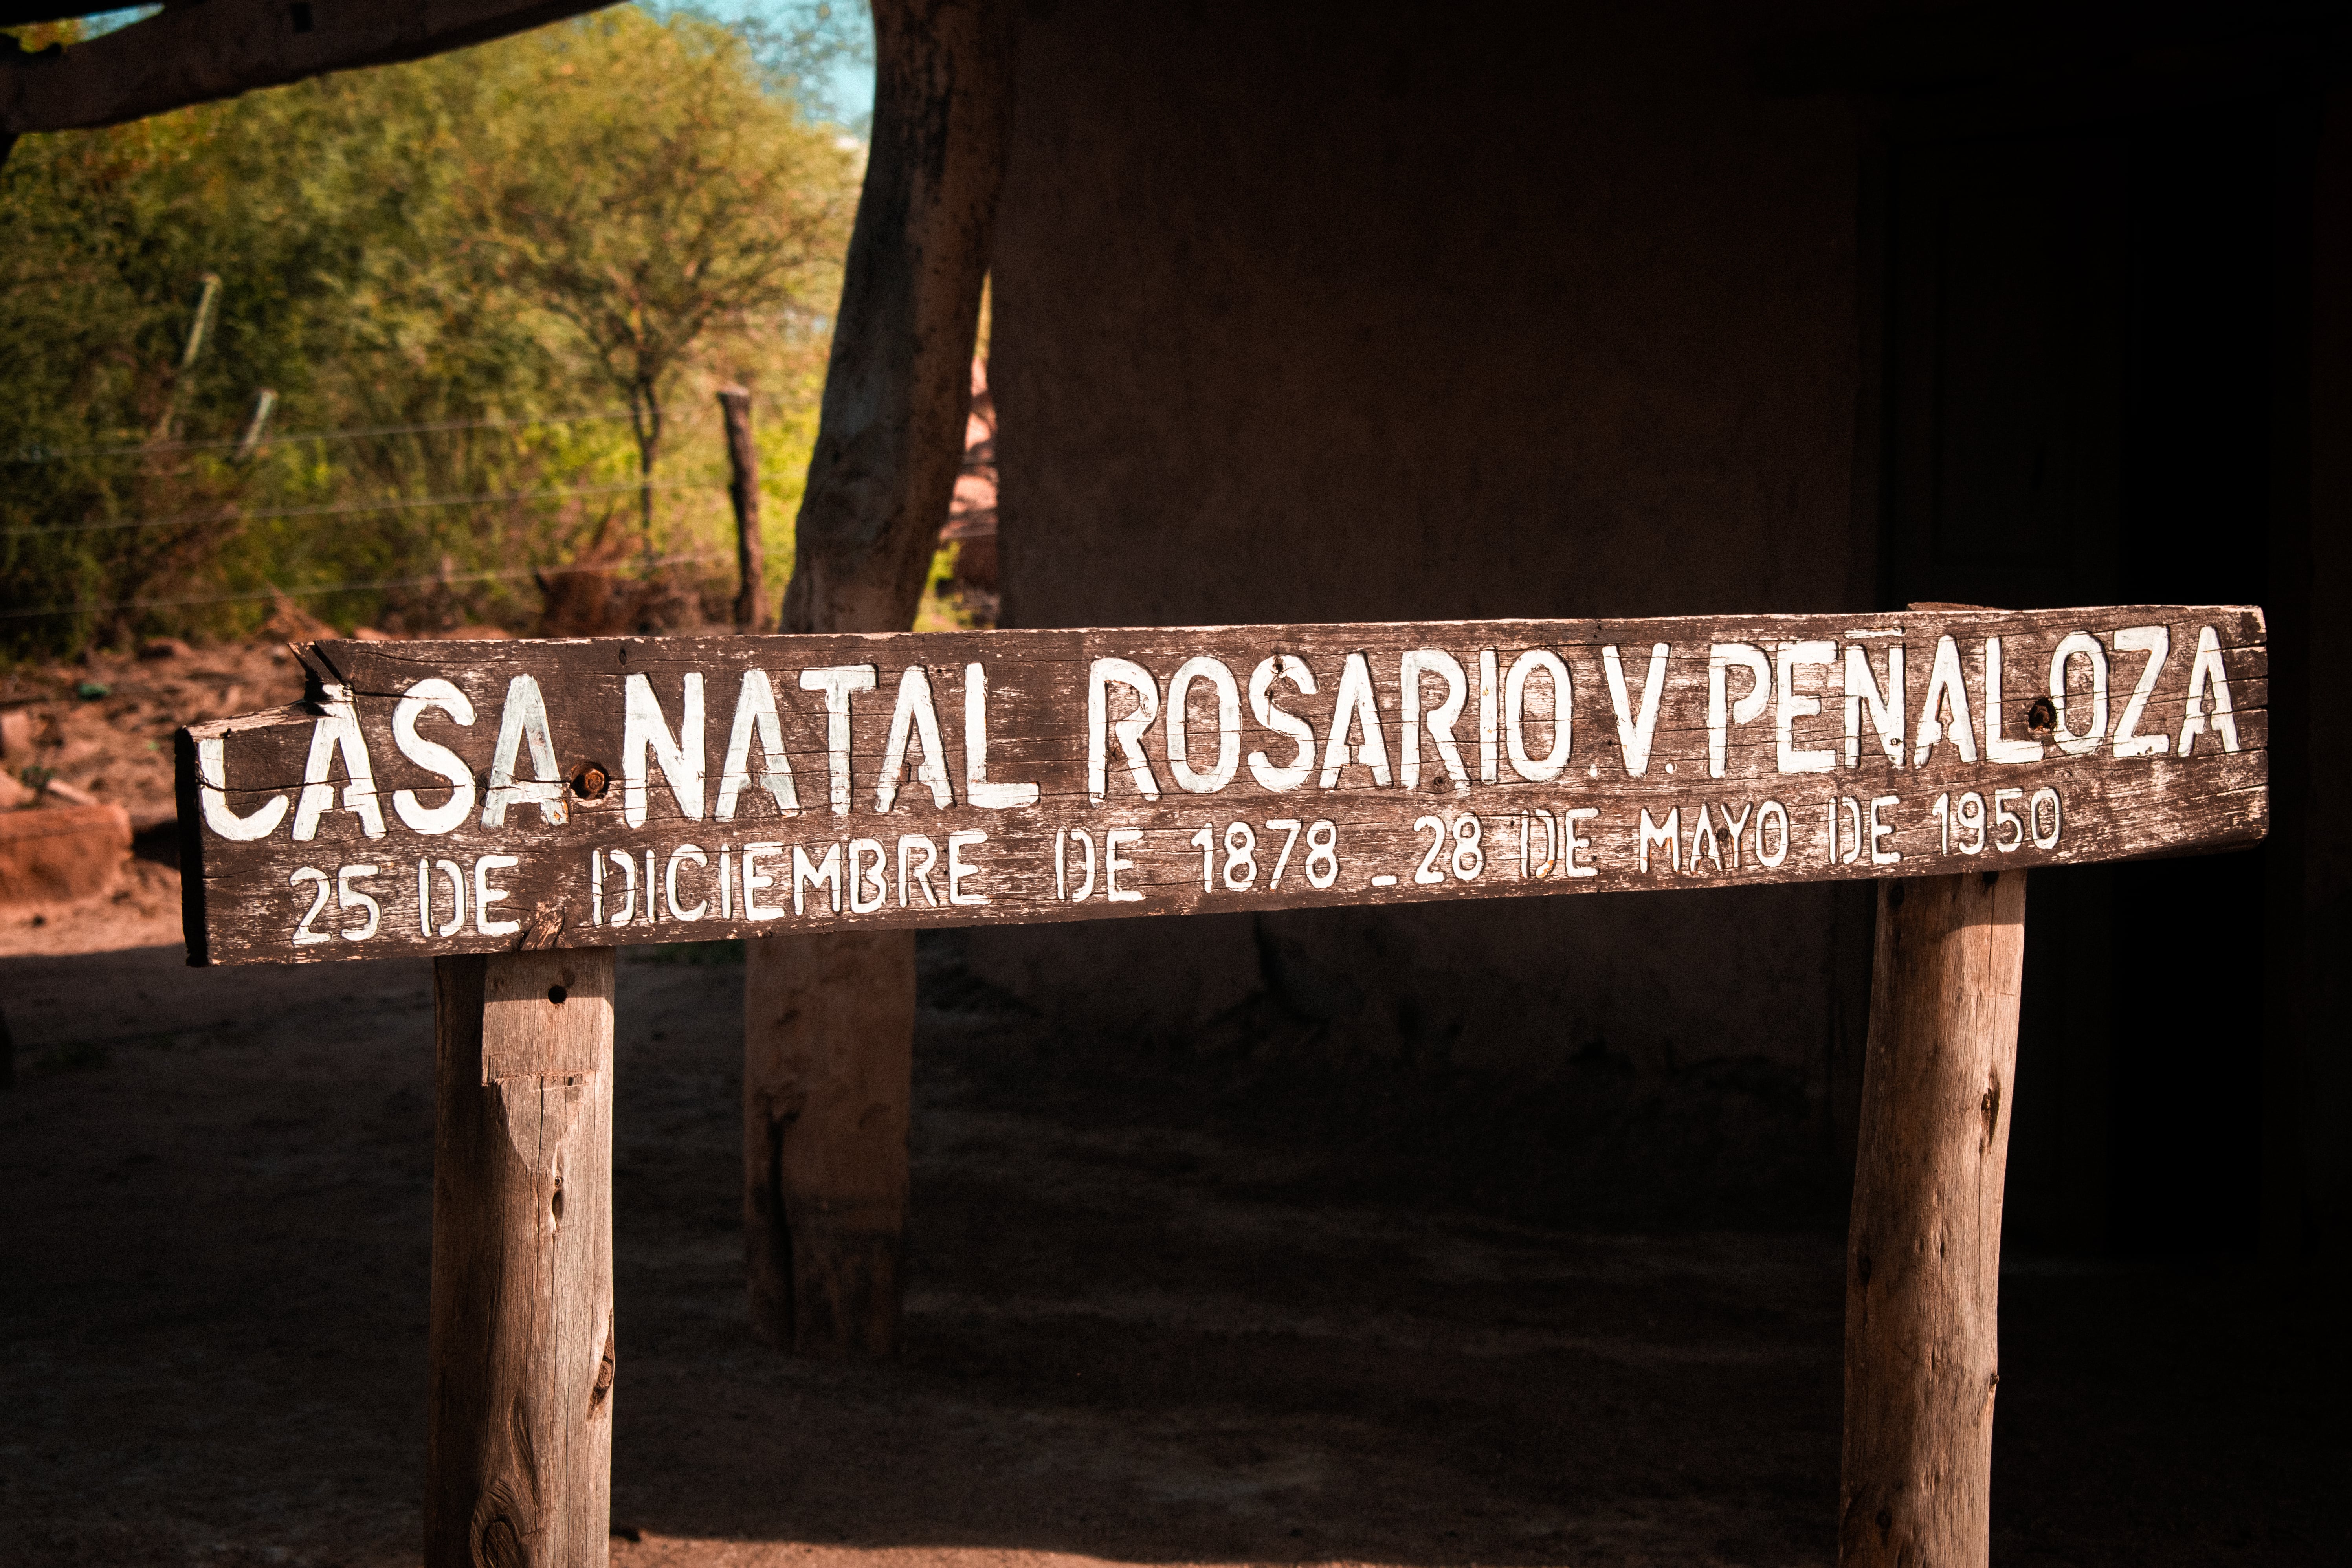 CASA NATAL ROSARIO.V.PEÑALOZA
25 DE DICIEMBRE DE 1878 - 28 DE MAYO DE 1950